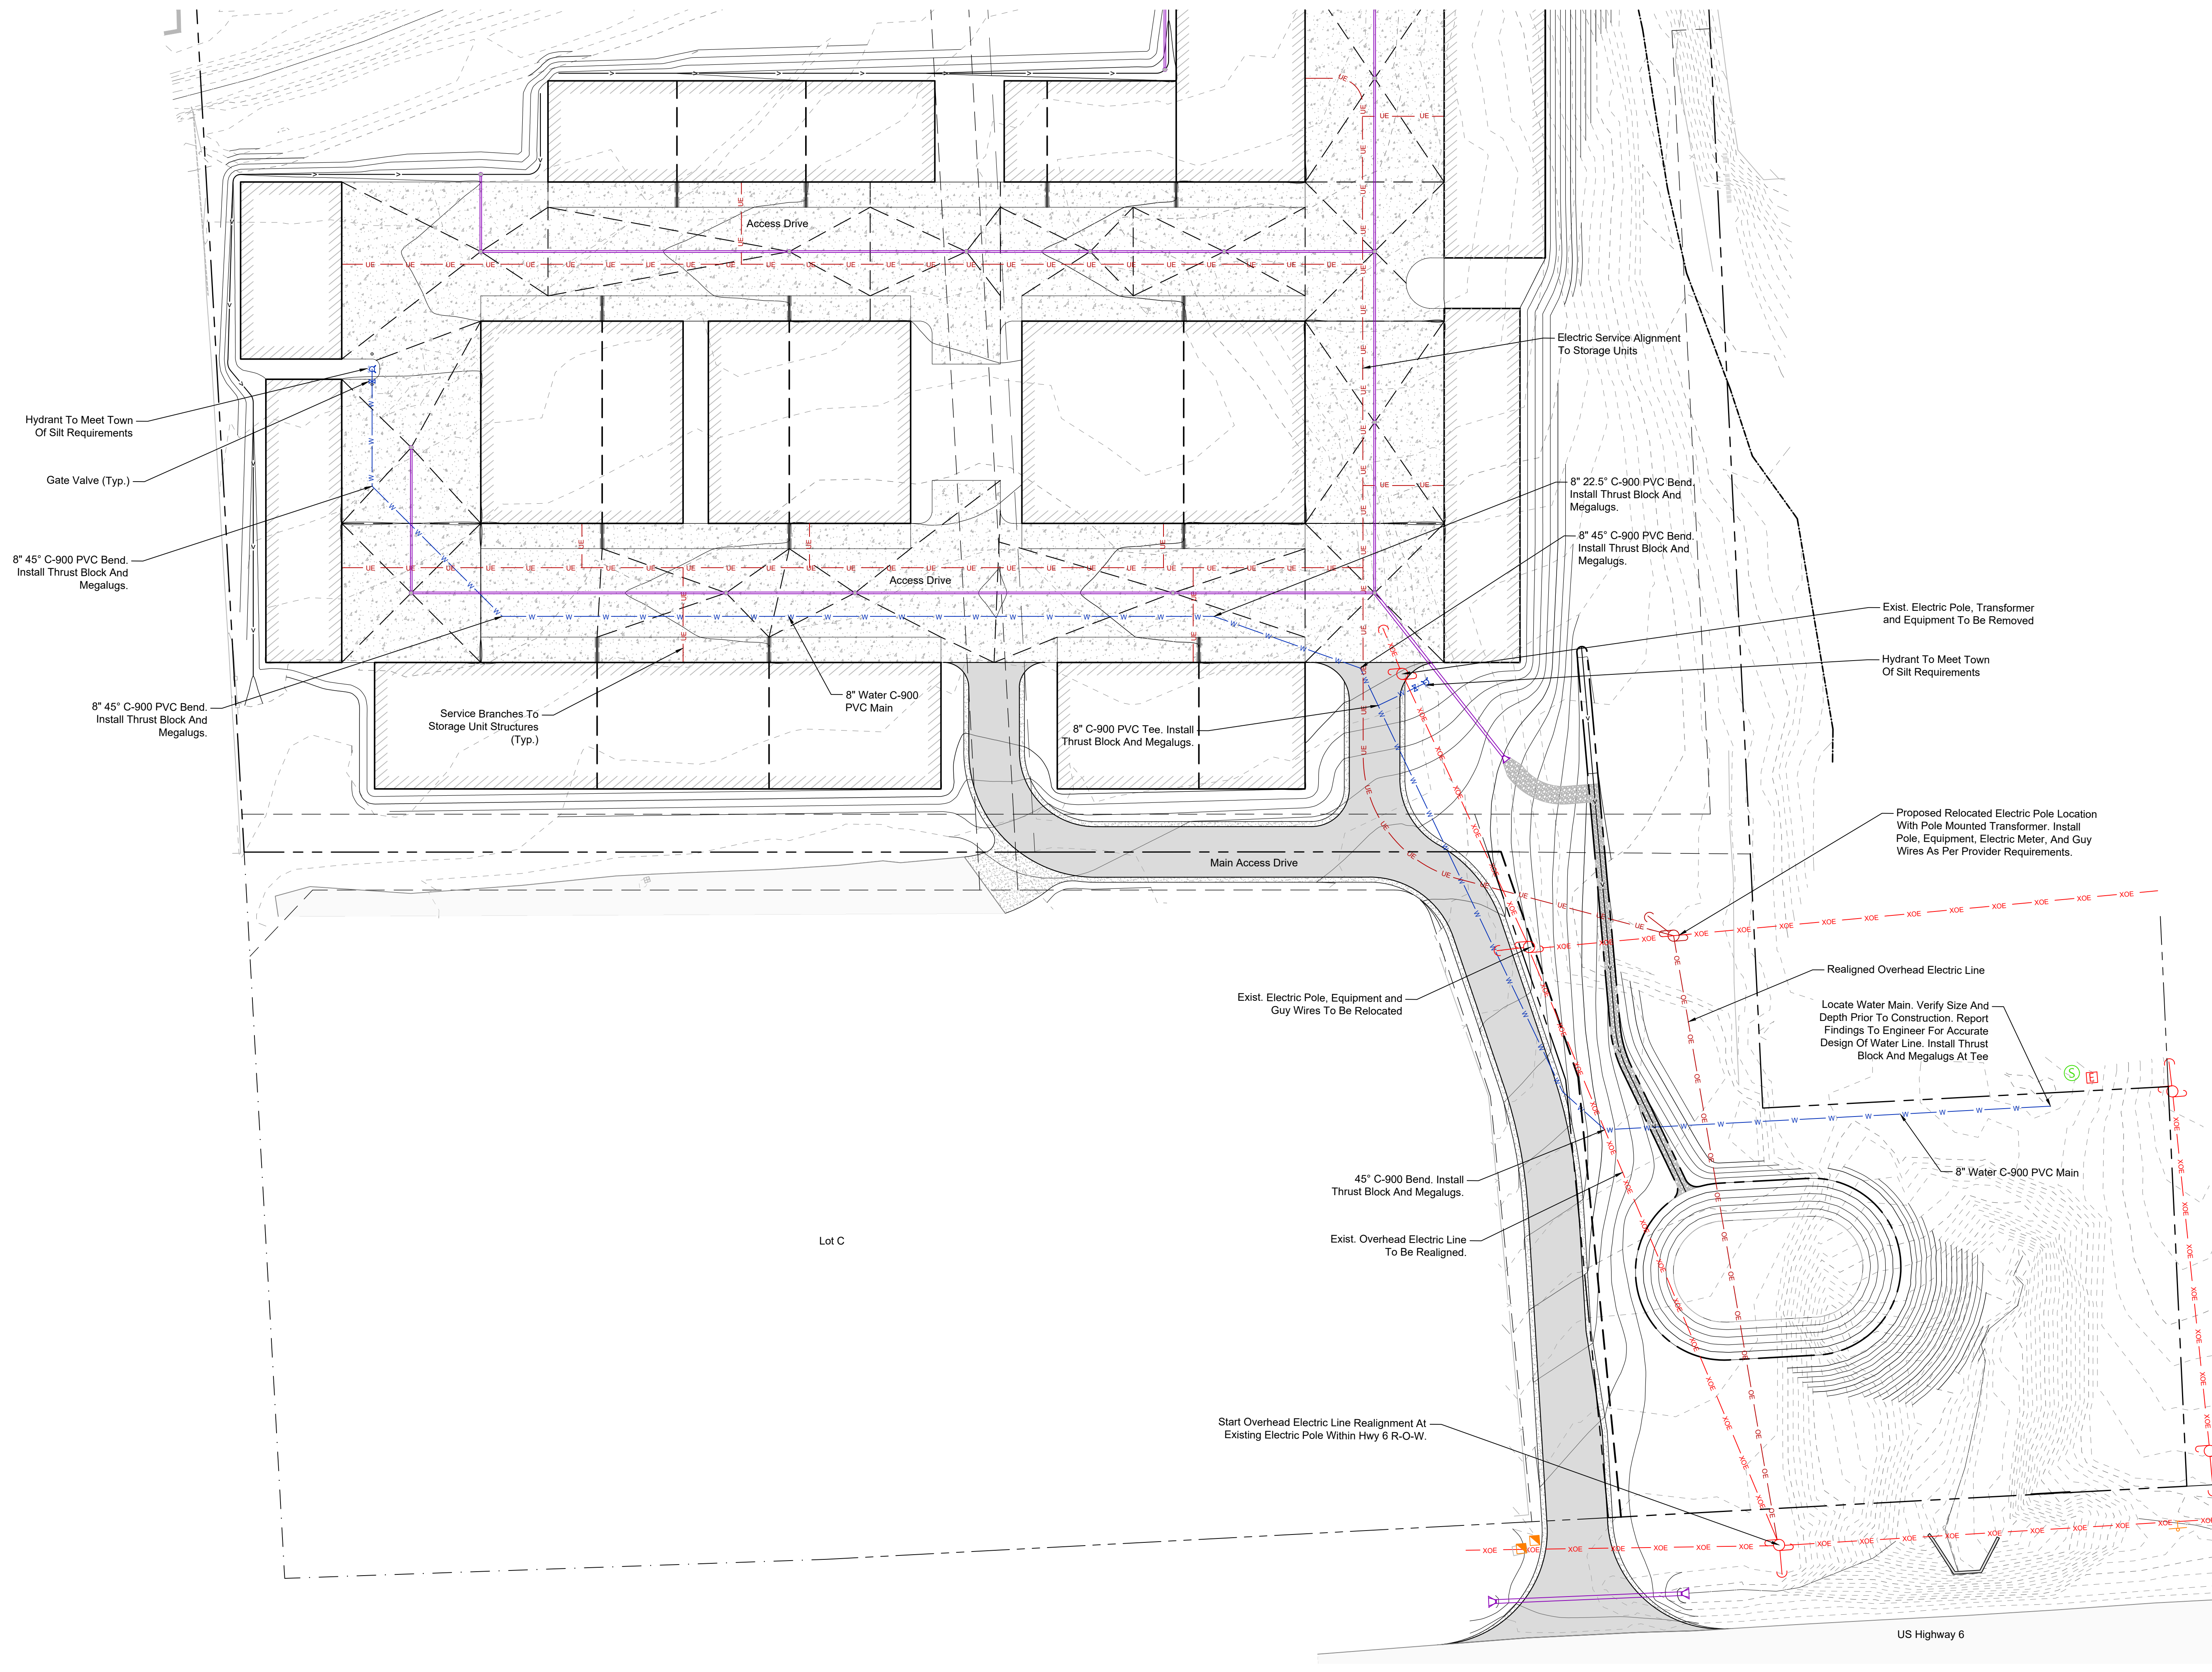 Access Drive
Electric Service Alignment
To Storage Units
Hydrant To Meet Town
Of Silt Requirements
Gate Valve (Typ.)
8" 22.5° C-900 PVC Bend.
Install Thrust Block And
Megalugs.
8" 45° C-900 PVC Bend.
Install Thrust Block And
Megalugs.
8" 45° C-900 PVC Bend.
Install Thrust Block And
Megalugs.
Access Drive
Exist. Electric Pole, Transformer
and Equipment To Be Removed
Hydrant To Meet Town
Of Silt Requirements
8" 45° C-900 PVC Bend.
Install Thrust Block And
Megalugs.
Service Branches To
Storage Unit Structures
(Typ.)
8" Water C-900
PVC Main
8" C-900 PVC Tee. Install
Thrust Block And Megalugs.
Proposed Relocated Electric Pole Location
With Pole Mounted Transformer. Install
Pole, Equipment, Electric Meter, And Guy
Wires As Per Provider Requirements.
Main Access Drive
Realigned Overhead Electric Line
Exist. Electric Pole, Equipment and
Guy Wires To Be Relocated
Locate Water Main. Verify Size And
Depth Prior To Construction. Report
Findings To Engineer For Accurate
Design Of Water Line. Install Thrust
Block And Megalugs At Tee
45° C-900 Bend. Install
Thrust Block And Megalugs.
8" Water C-900 PVC Main
Exist. Overhead Electric Line
To Be Realigned.
Lot C
Start Overhead Electric Line Realignment At
Existing Electric Pole Within Hwy 6 R-O-W.
US Highway 6